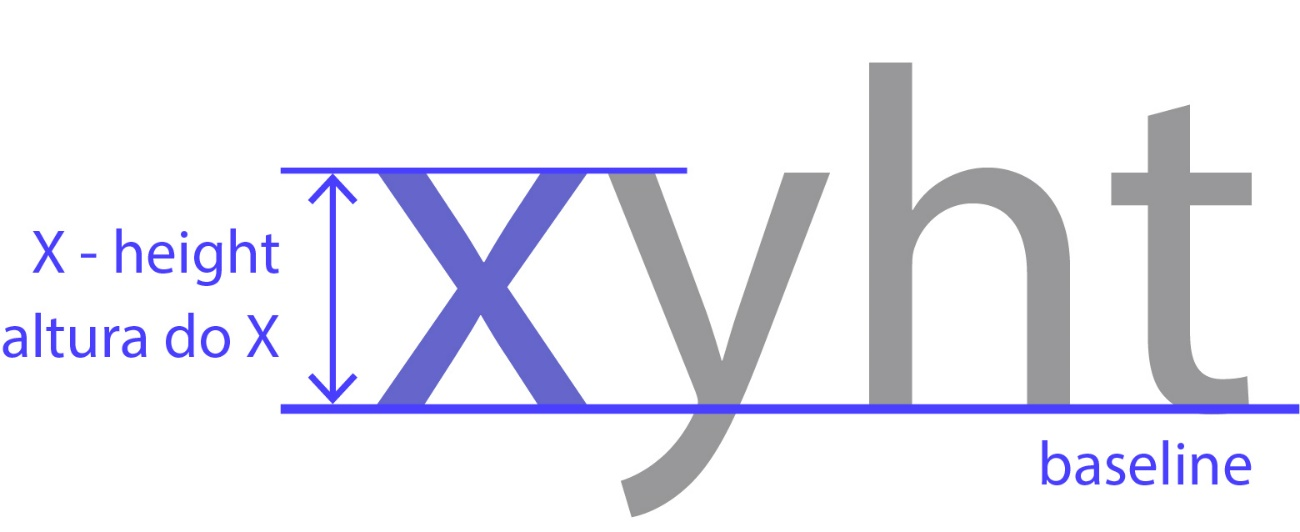 xyht
X - height
altura do X
baseline